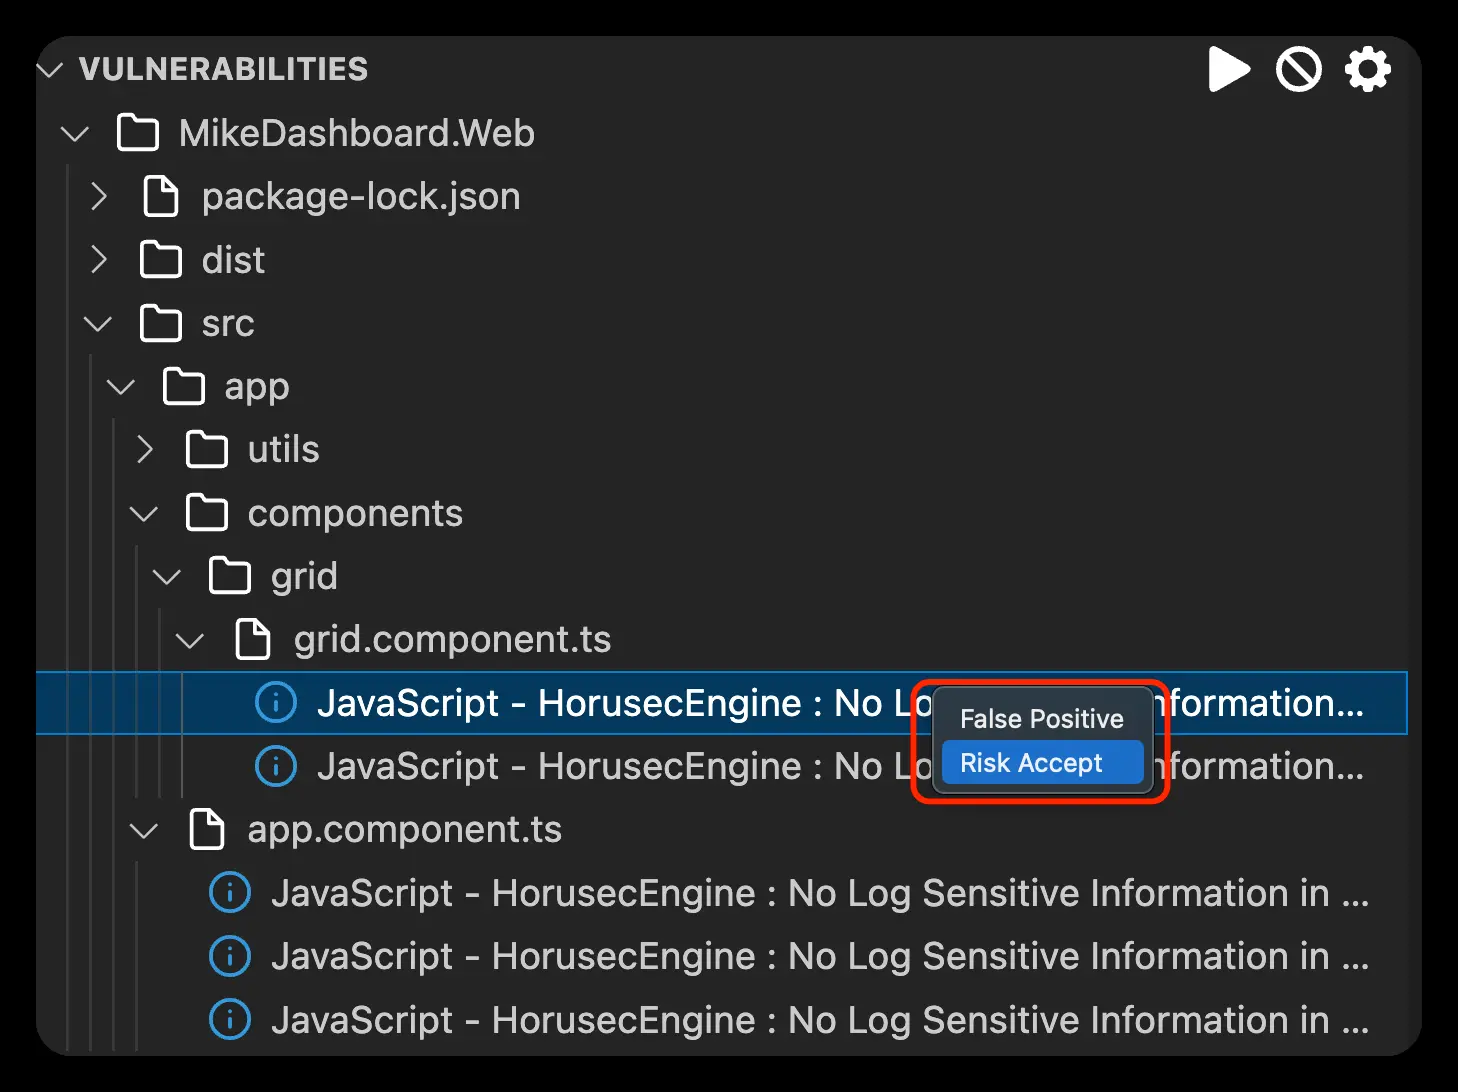 VULNERABILITIES
MikeDashboard.Web
package-lock.json
dist
src
app
utils
components
grid
grid.component.ts
JavaScript - HorusecEngine : No Lo nformation...
False Positive
Risk Accept
JavaScript - HorusecEngine : No Lo nformation...
app.component.ts
JavaScript - HorusecEngine : No Log Sensitive Information in ...
JavaScript - HorusecEngine : No Log Sensitive Information in ...
JavaScript - HorusecEngine : No Log Sensitive Information in ...